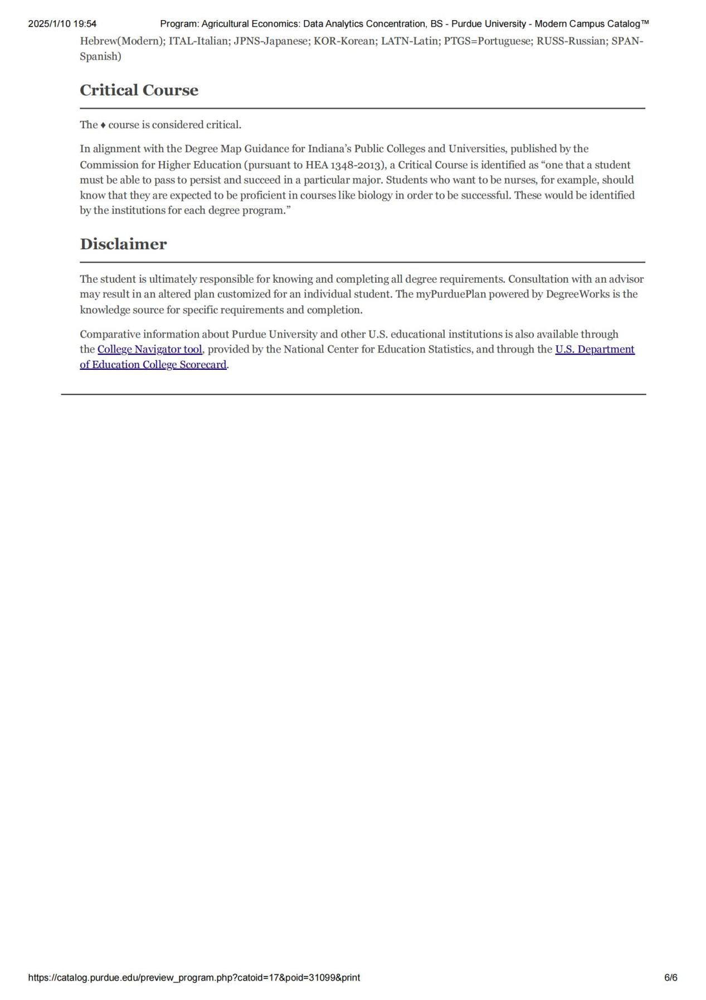 2025/1/10 19:54 Program: Agricultural Economics: Data Analytics Concentration, BS - Purdue University - Modern Campus Catalog™
Hebrew(Modern); ITAL-Italian; JPNS-Japanese; KOR-Korean; LATN-Latin; PTGS=Portuguese; RUSS-Russian; SPAN-
Spanish)
Critical Course
The ♦ course is considered critical.
In alignment with the Degree Map Guidance for Indiana’s Public Colleges and Universities, published by the
Commission for Higher Education (pursuant to HEA 1348-2013), a Critical Course is identified as “one that a student
must be able to pass to persist and succeed in a particular major. Students who want to be nurses, for example, should
know that they are expected to be proficient in courses like biology in order to be successful. These would be identified
by the institutions for each degree program.”
Disclaimer
The student is ultimately responsible for knowing and completing all degree requirements. Consultation with an advisor
may result in an altered plan customized for an individual student. The myPurduePlan powered by DegreeWorks is the
knowledge source for specific requirements and completion.
Comparative information about Purdue University and other U.S. educational institutions is also available through
the College Navigator tool, provided by the National Center for Education Statistics, and through the U.S. Department
of Education College Scorecard.
https://catalog.purdue.edu/preview_program.php?catoid=17&poid=31099&print 6/6